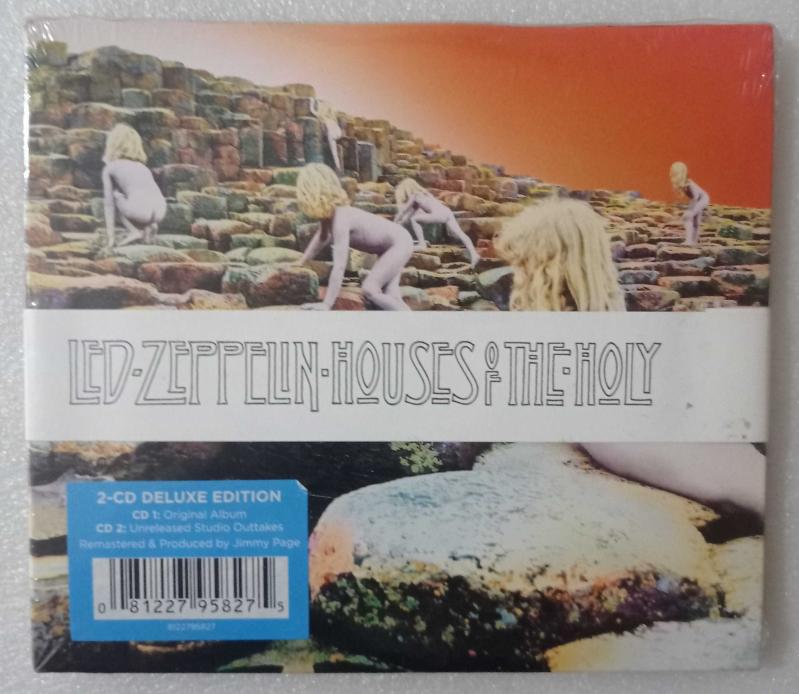 LED·ZEPPELIN·HOUSES OF THE·HOLY
2-CD DELUXE EDITION
CD 1: Original Album
CD 2: Unreleased Studio Outtakes
Remastered & Produced by Jimmy Page
0 81227 95827 5
8122795827